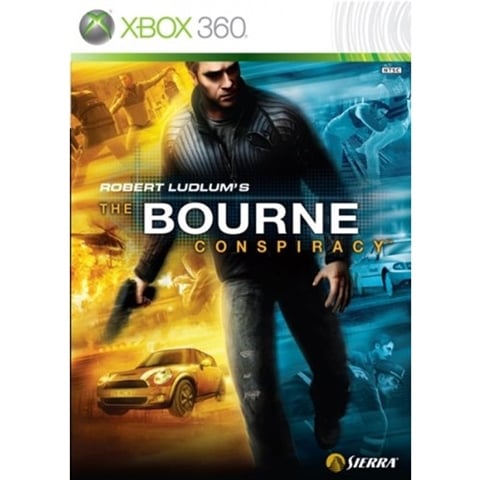 XBOX 360
NTSC
ROBERT LUDLUM'S
THE BOURNE
CONSPIRACY
SIERRA